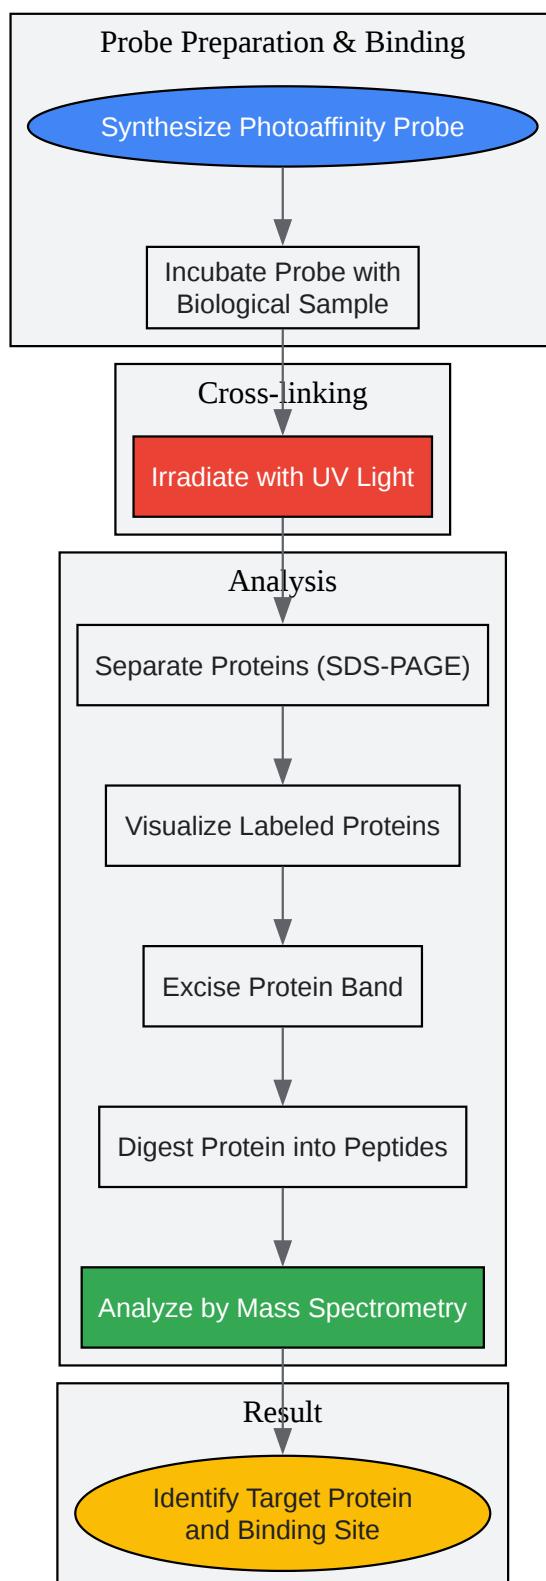 Probe Preparation & Binding
Synthesize Photoaffinity Probe
Incubate Probe with
Biological Sample
Cross-linking
Irradiate with UV Light
Analysis
Separate Proteins (SDS-PAGE)
Visualize Labeled Proteins
Excise Protein Band
Digest Protein into Peptides
Analyze by Mass Spectrometry
Result
Identify Target Protein
and Binding Site